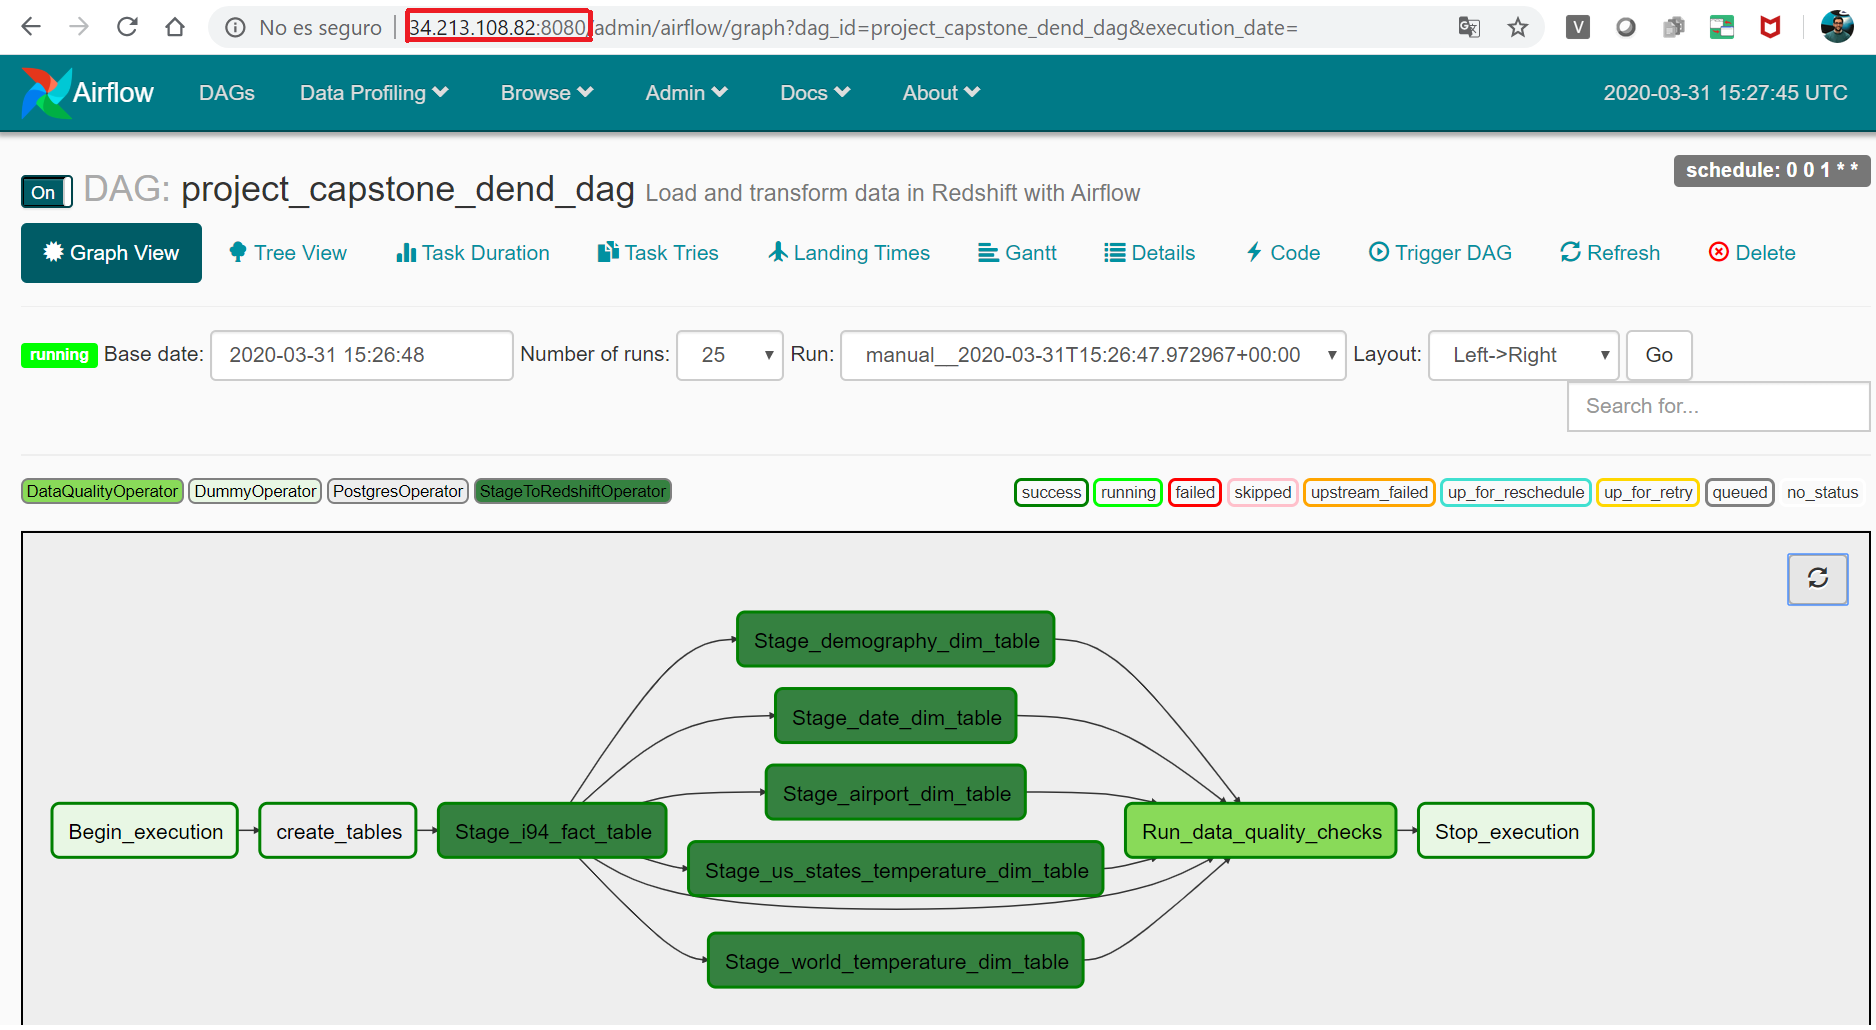 No es seguro | 34.213.108.82:8080/admin/airflow/graph?dag_id=project_capstone_dend_dag&execution_date=
V
Airflow DAGs Data Profiling Browse Admin Docs About 2020-03-31 15:27:45 UTC
schedule: 0 0 1 * *
On DAG: project_capstone_dend_dag Load and transform data in Redshift with Airflow
Graph View Tree View Task Duration Task Tries Landing Times Gantt Details Code Trigger DAG Refresh Delete
running Base date: 2020-03-31 15:26:48 Number of runs: 25 Run: manual__2020-03-31T15:26:47.972967+00:00 Layout: Left->Right Go
Search for...
DataQualityOperator DummyOperator PostgresOperator StageToRedshiftOperator success running failed skipped upstream_failed up_for_reschedule up_for_retry queued no_status
Stage_demography_dim_table
Stage_date_dim_table
Stage_airport_dim_table
Begin_execution create_tables Stage_i94_fact_table Run_data_quality_checks Stop_execution
Stage_us_states_temperature_dim_table
Stage_world_temperature_dim_table